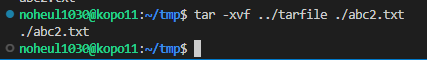 noheul1030@kopo11:~/tmp$ tar -xvf ../tarfile ./abc2.txt
./abc2.txt
noheul1030@kopo11:~/tmp$